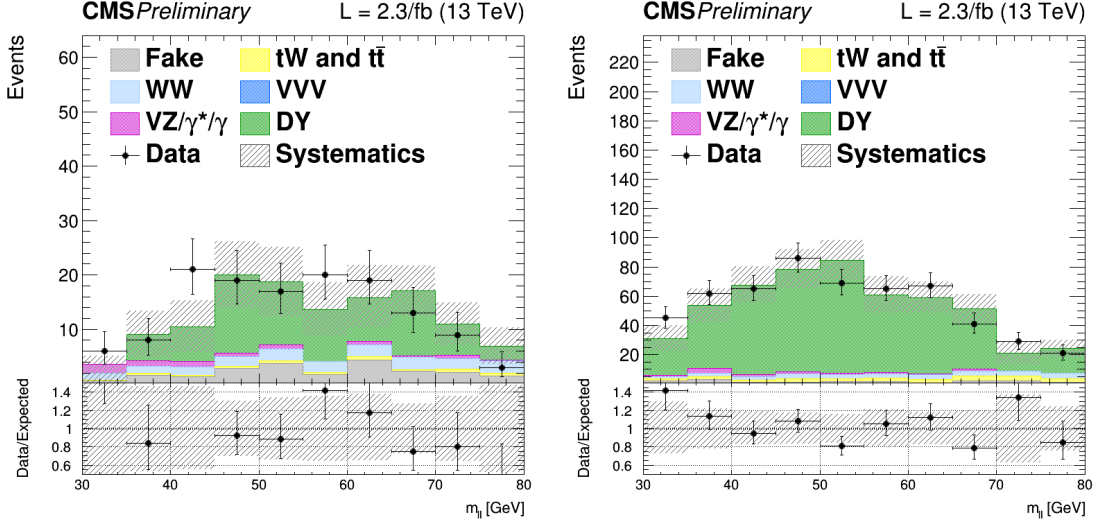 CMS Preliminary L = 2.3/fb (13 TeV)
Events
60
50
40
30
20
10
Fake tW and tt̄
WW VVV
VZ/γ*/γ DY
Data Systematics
Data/Expected
1.4
1.2
1
0.8
0.6
30 40 50 60 70 80
m_ll [GeV]
CMS Preliminary L = 2.3/fb (13 TeV)
Events
220
200
180
160
140
120
100
80
60
40
20
Fake tW and tt̄
WW VVV
VZ/γ*/γ DY
Data Systematics
Data/Expected
1.4
1.2
1
0.8
0.6
30 40 50 60 70 80
m_ll [GeV]